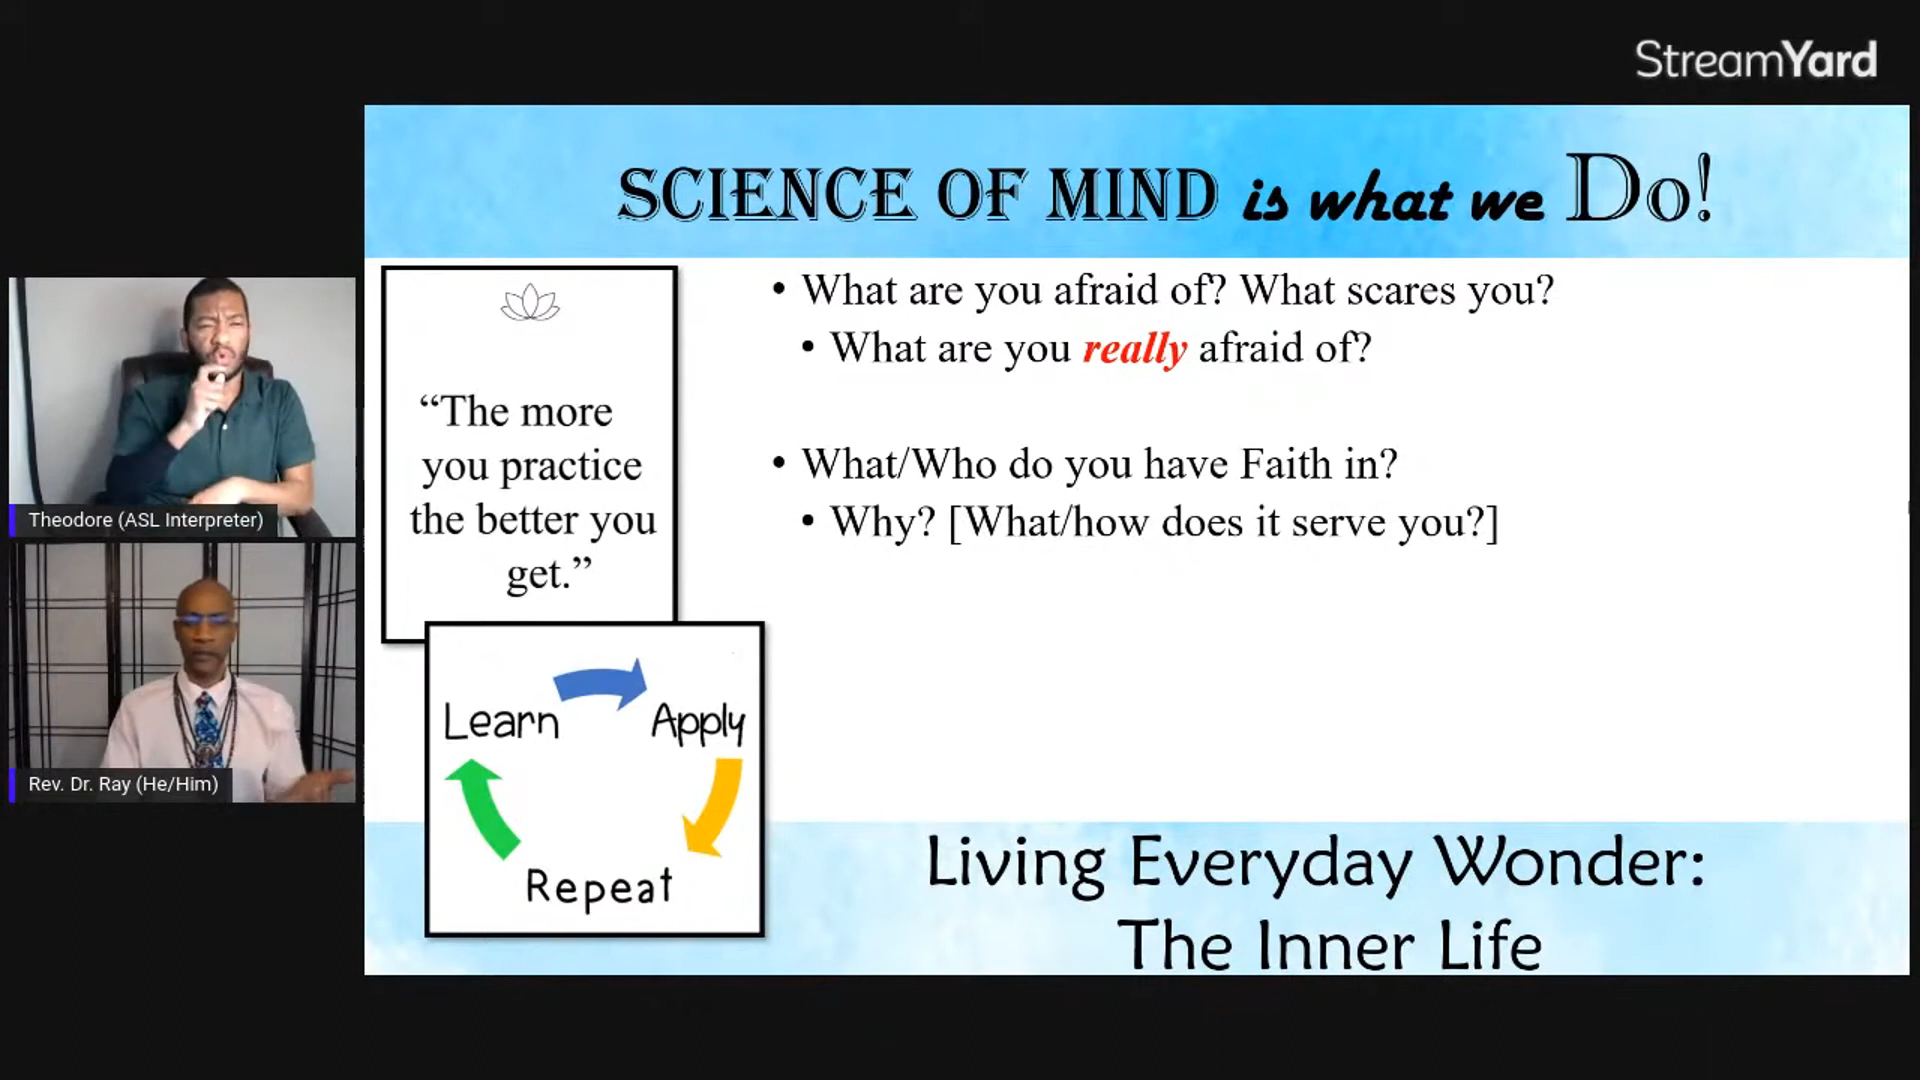 StreamYard
SCIENCE OF MIND is what we Do!
“The more
you practice
the better you
get.”
Learn
Apply
Repeat
• What are you afraid of? What scares you?
• What are you really afraid of?
• What/Who do you have Faith in?
• Why? [What/how does it serve you?]
Living Everyday Wonder:
The Inner Life
Theodore (ASL Interpreter)
Rev. Dr. Ray (He/Him)